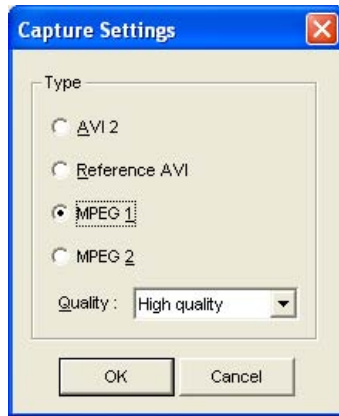 Capture Settings
Type
AVI 2
Reference AVI
MPEG 1
MPEG 2
Quality : High quality
OK Cancel